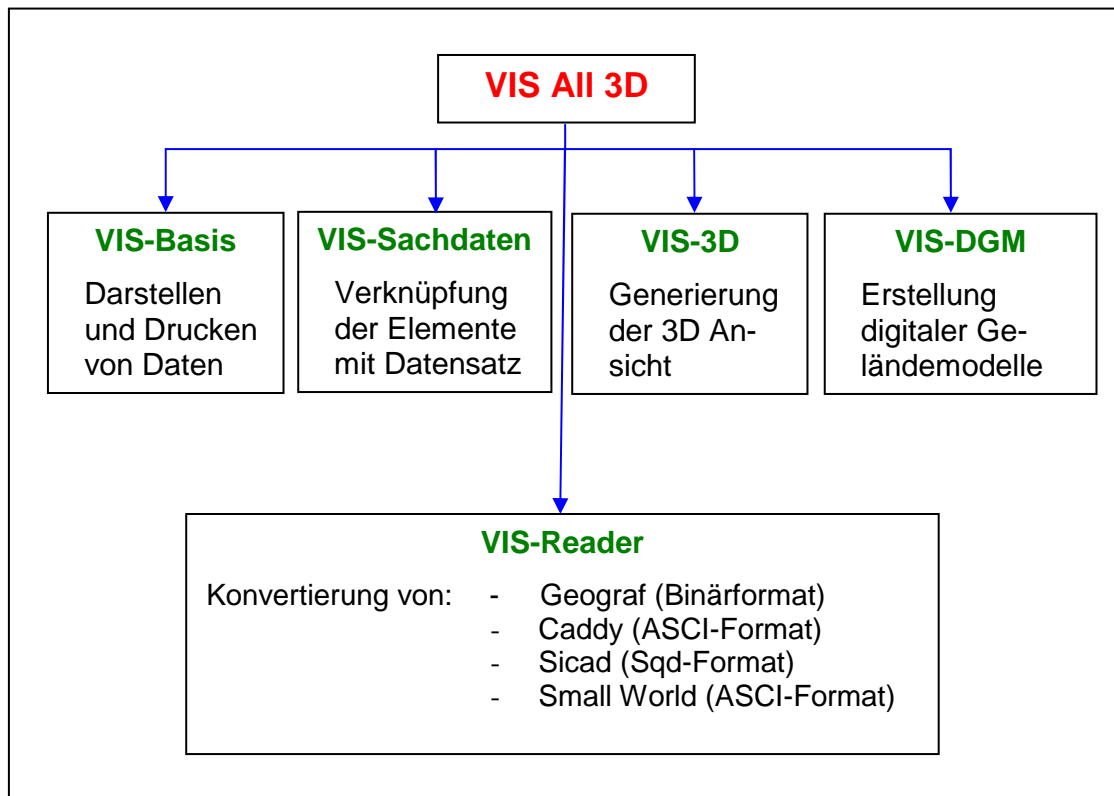 VIS All 3D
VIS-Basis
Darstellen
und Drucken
von Daten
VIS-Sachdaten
Verknüpfung
der Elemente
mit Datensatz
VIS-3D
Generierung
der 3D An-
sicht
VIS-DGM
Erstellung
digitaler Ge-
ländemodelle
VIS-Reader
Konvertierung von: - Geograf (Binärformat)
- Caddy (ASCI-Format)
- Sicad (Sqd-Format)
- Small World (ASCI-Format)